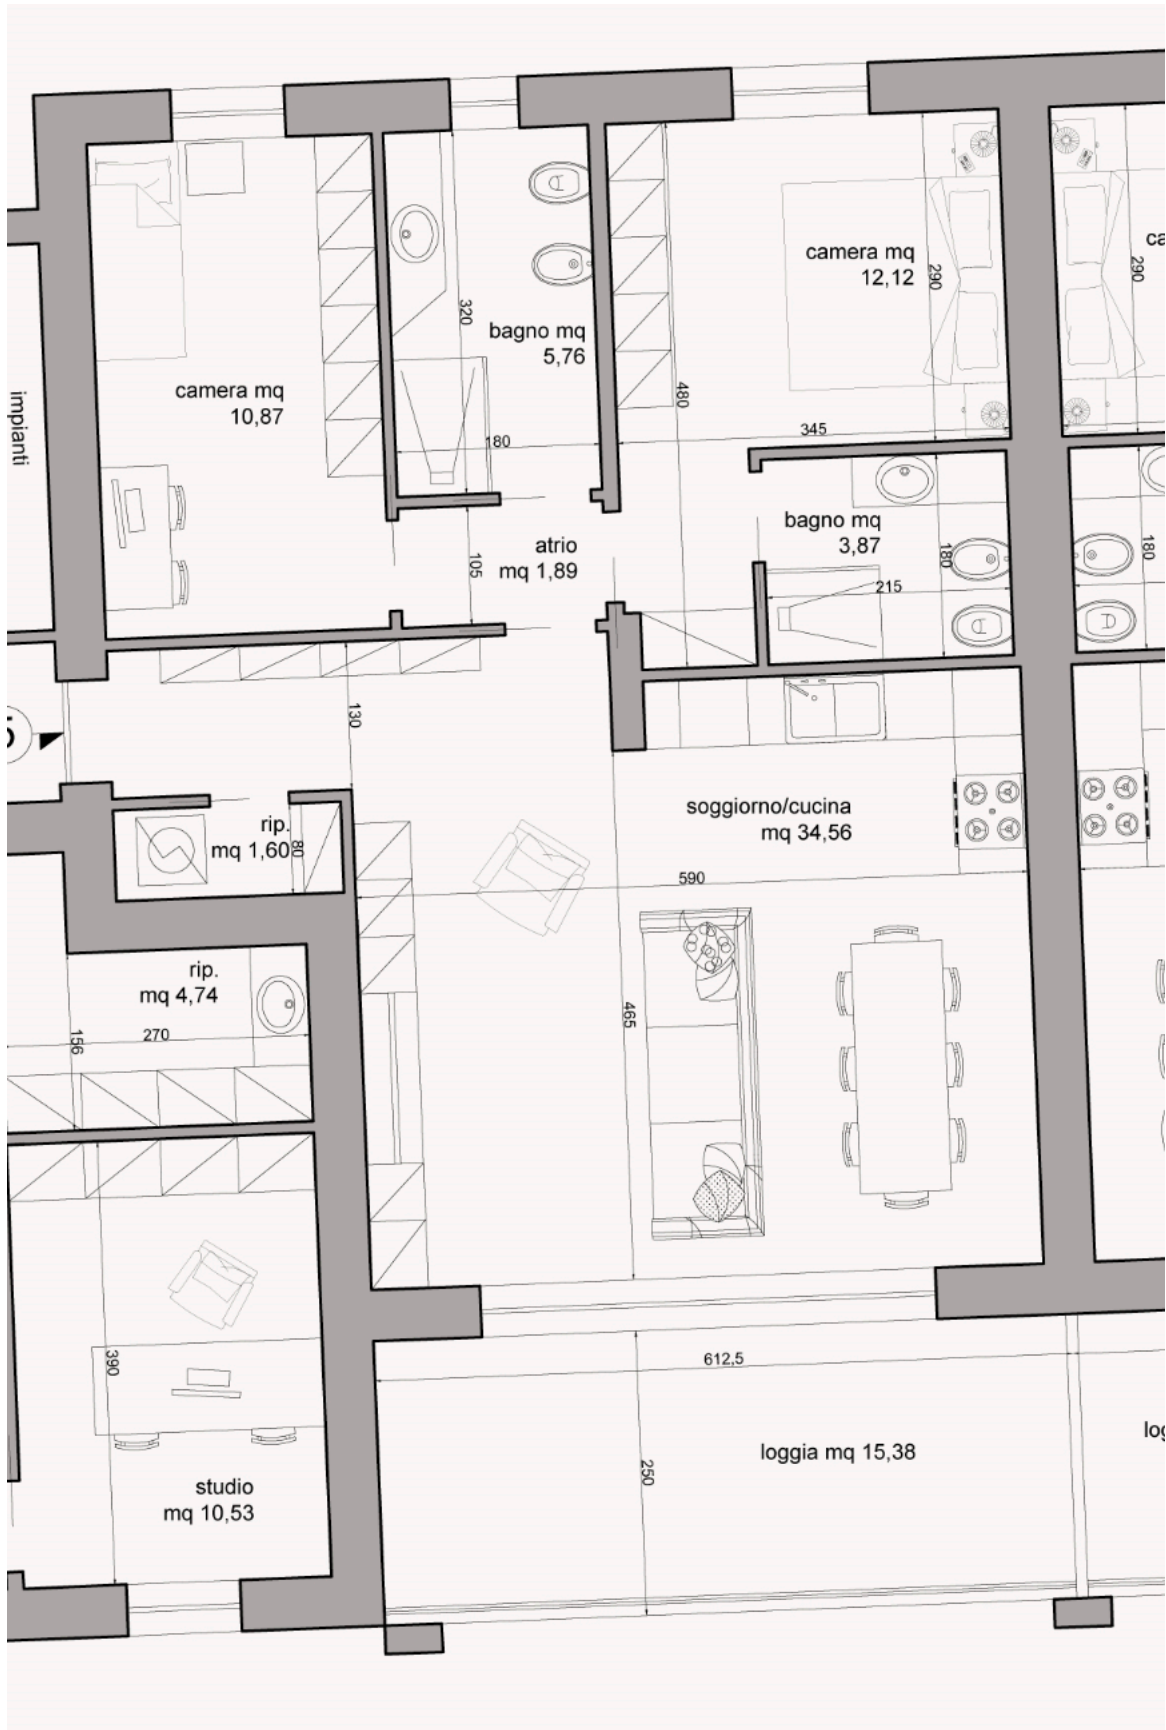 camera mq
12,12
290
ca
290
320
bagno mq
5,76
camera mq
10,87
480
impianti
180
345
bagno mq
3,87
180
180
atrio
mq 1,89
105
215
130
soggiorno/cucina
mq 34,56
rip.
mq 1,60
80
590
rip.
mq 4,74
156
270
465
390
612,5
loggia mq 15,38
250
studio
mq 10,53